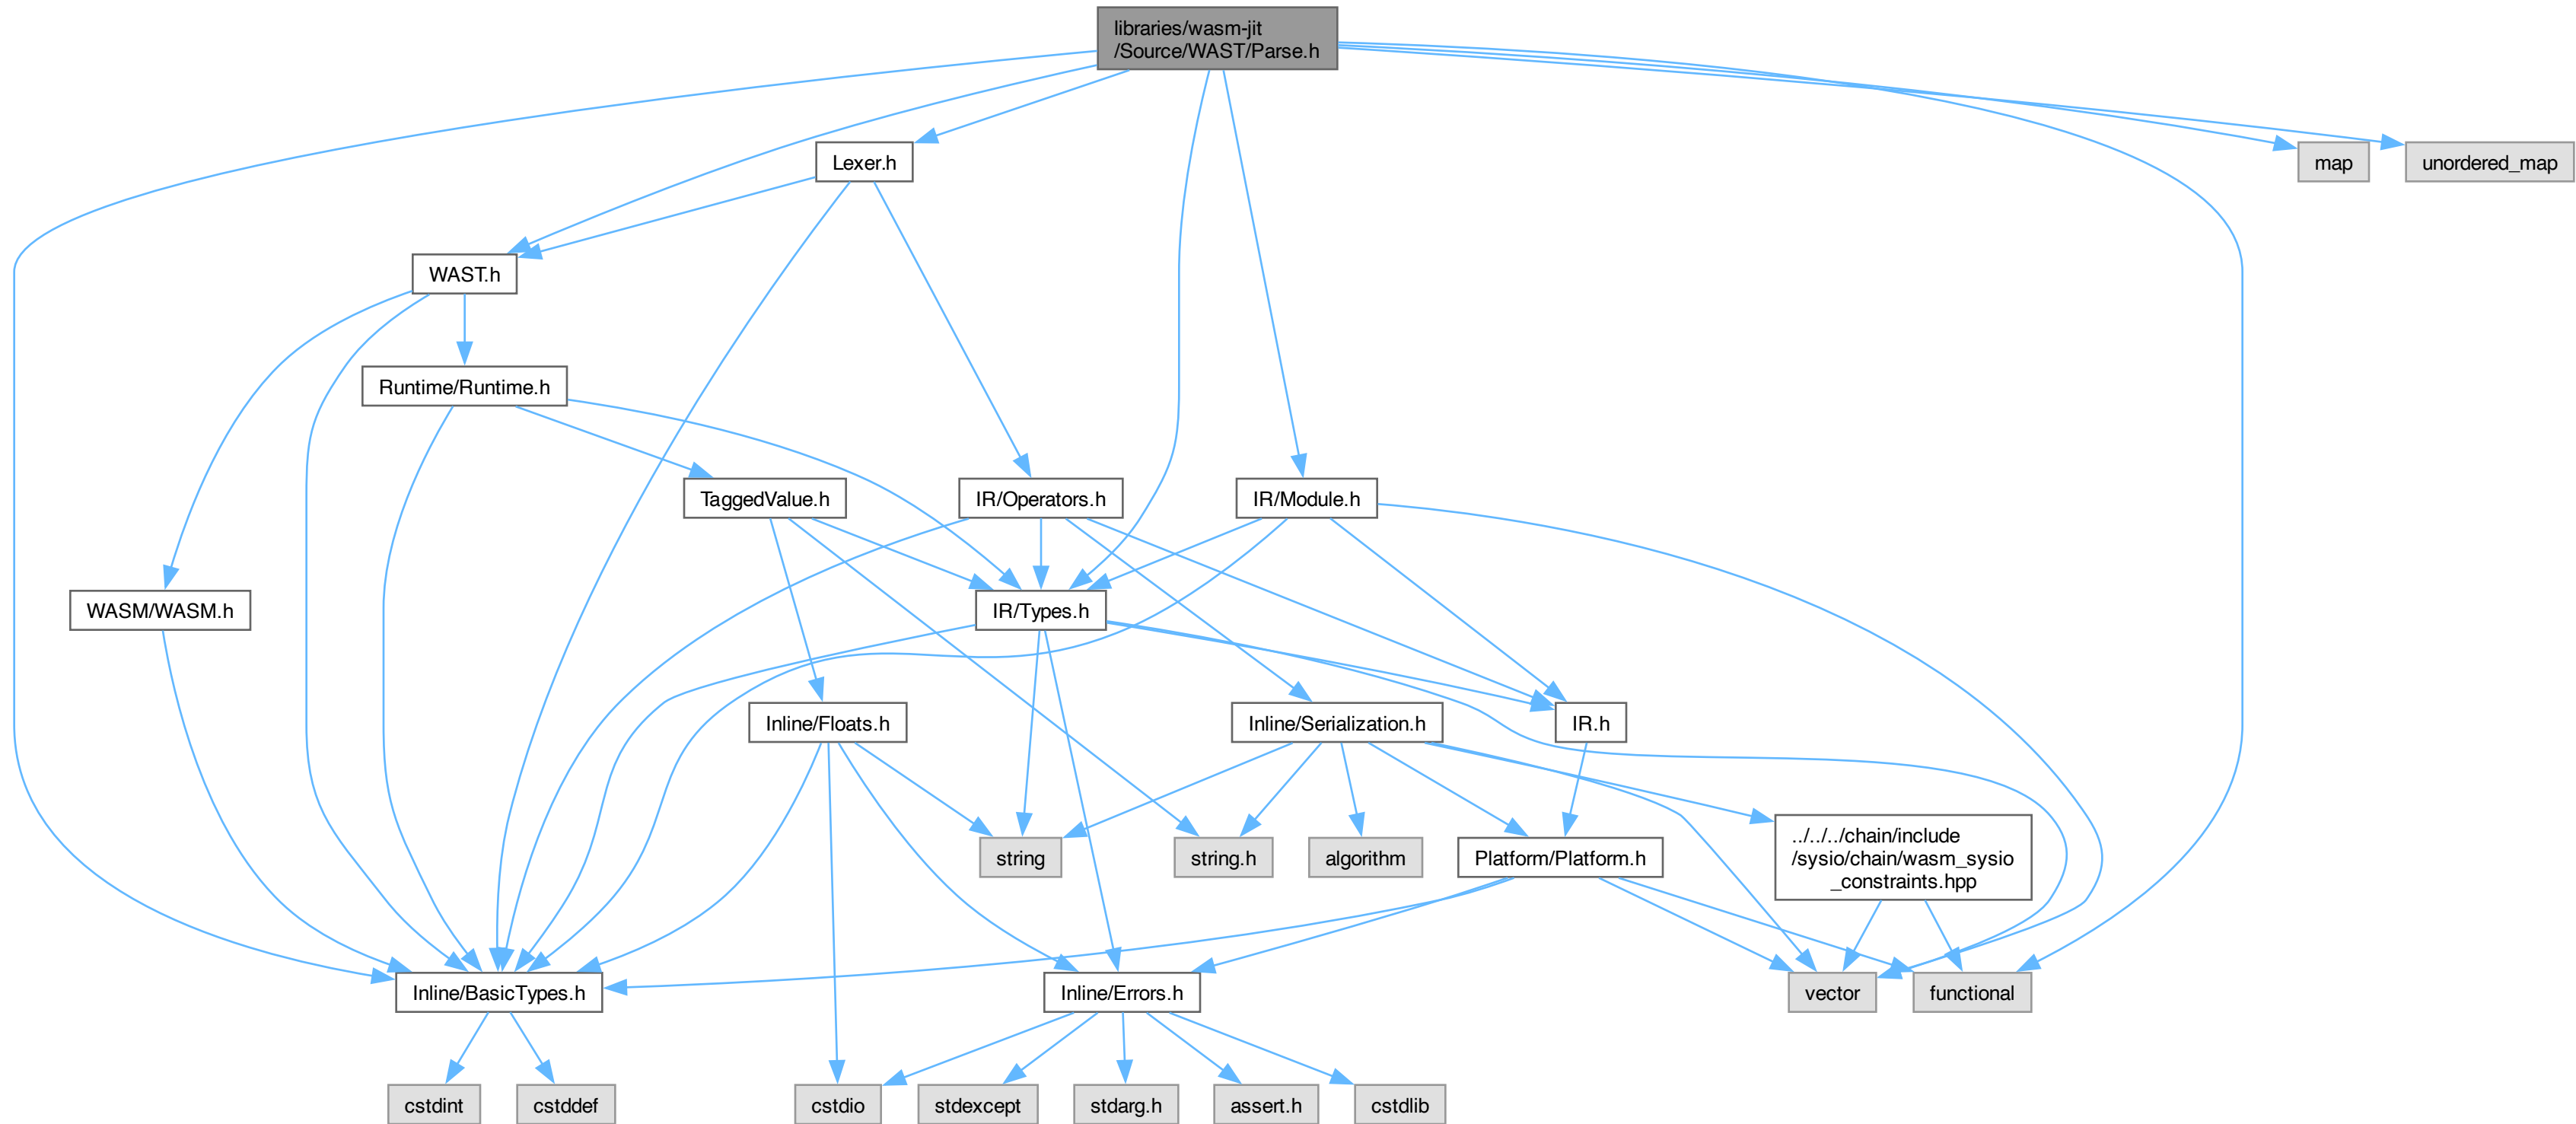 libraries/wasm-jit
/Source/WAST/Parse.h
Lexer.h
map
unordered_map
WAST.h
Runtime/Runtime.h
TaggedValue.h
IR/Operators.h
IR/Module.h
WASM/WASM.h
IR/Types.h
Inline/Floats.h
Inline/Serialization.h
IR.h
string
string.h
algorithm
Platform/Platform.h
../../../chain/include
/sysio/chain/wasm_sysio
_constraints.hpp
Inline/BasicTypes.h
Inline/Errors.h
vector
functional
cstdint
cstddef
cstdio
stdexcept
stdarg.h
assert.h
cstdlib